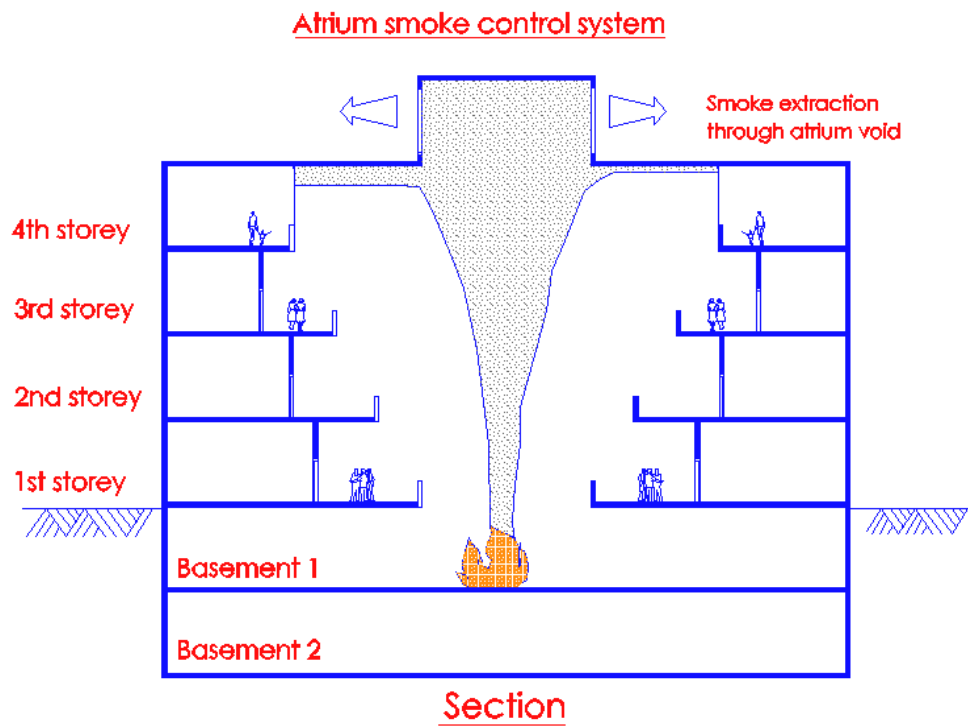 Atrium smoke control system
Smoke extraction
through atrium void
4th storey
3rd storey
2nd storey
1st storey
Basement 1
Basement 2
Section